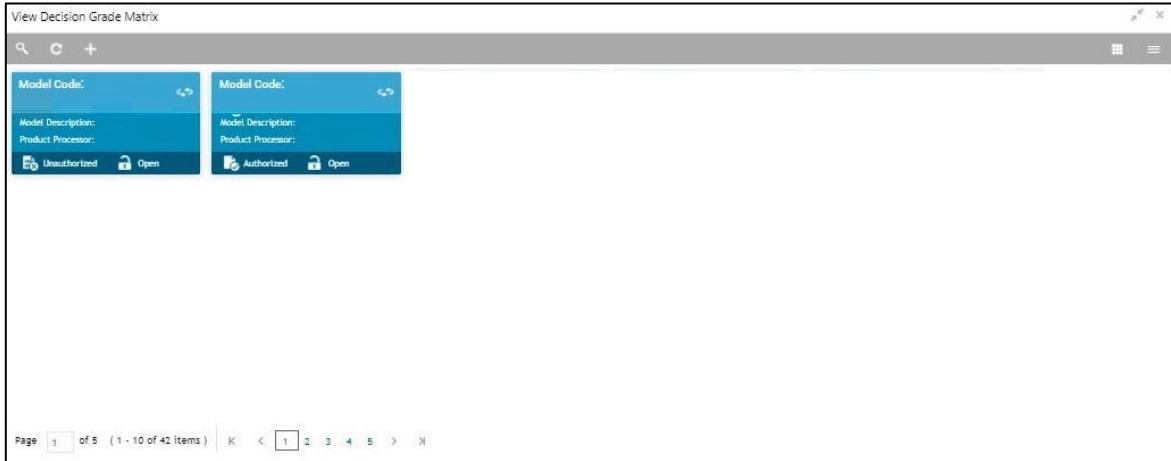 View Decision Grade Matrix
Model Code:
Model Description:
Product Processor:
Unauthorized Open
Model Code:
Model Description:
Product Processor:
Authorized Open
Page 1 of 5 ( 1 - 10 of 42 items ) 1 2 3 4 5